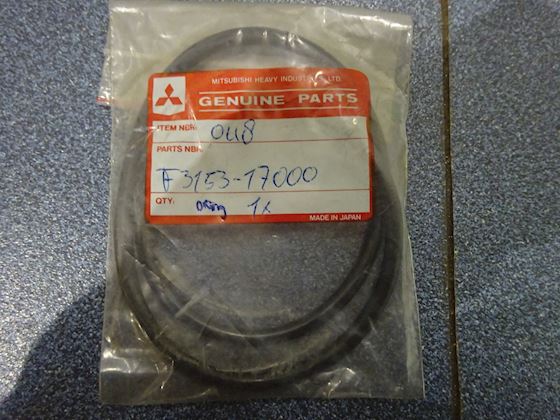 MITSUBISHI HEAVY INDUSTRIES, LTD.
GENUINE PARTS
ITEM NBR. 048
PARTS NBR.
F3153-17000
QTY. Oring 1x
MADE IN JAPAN